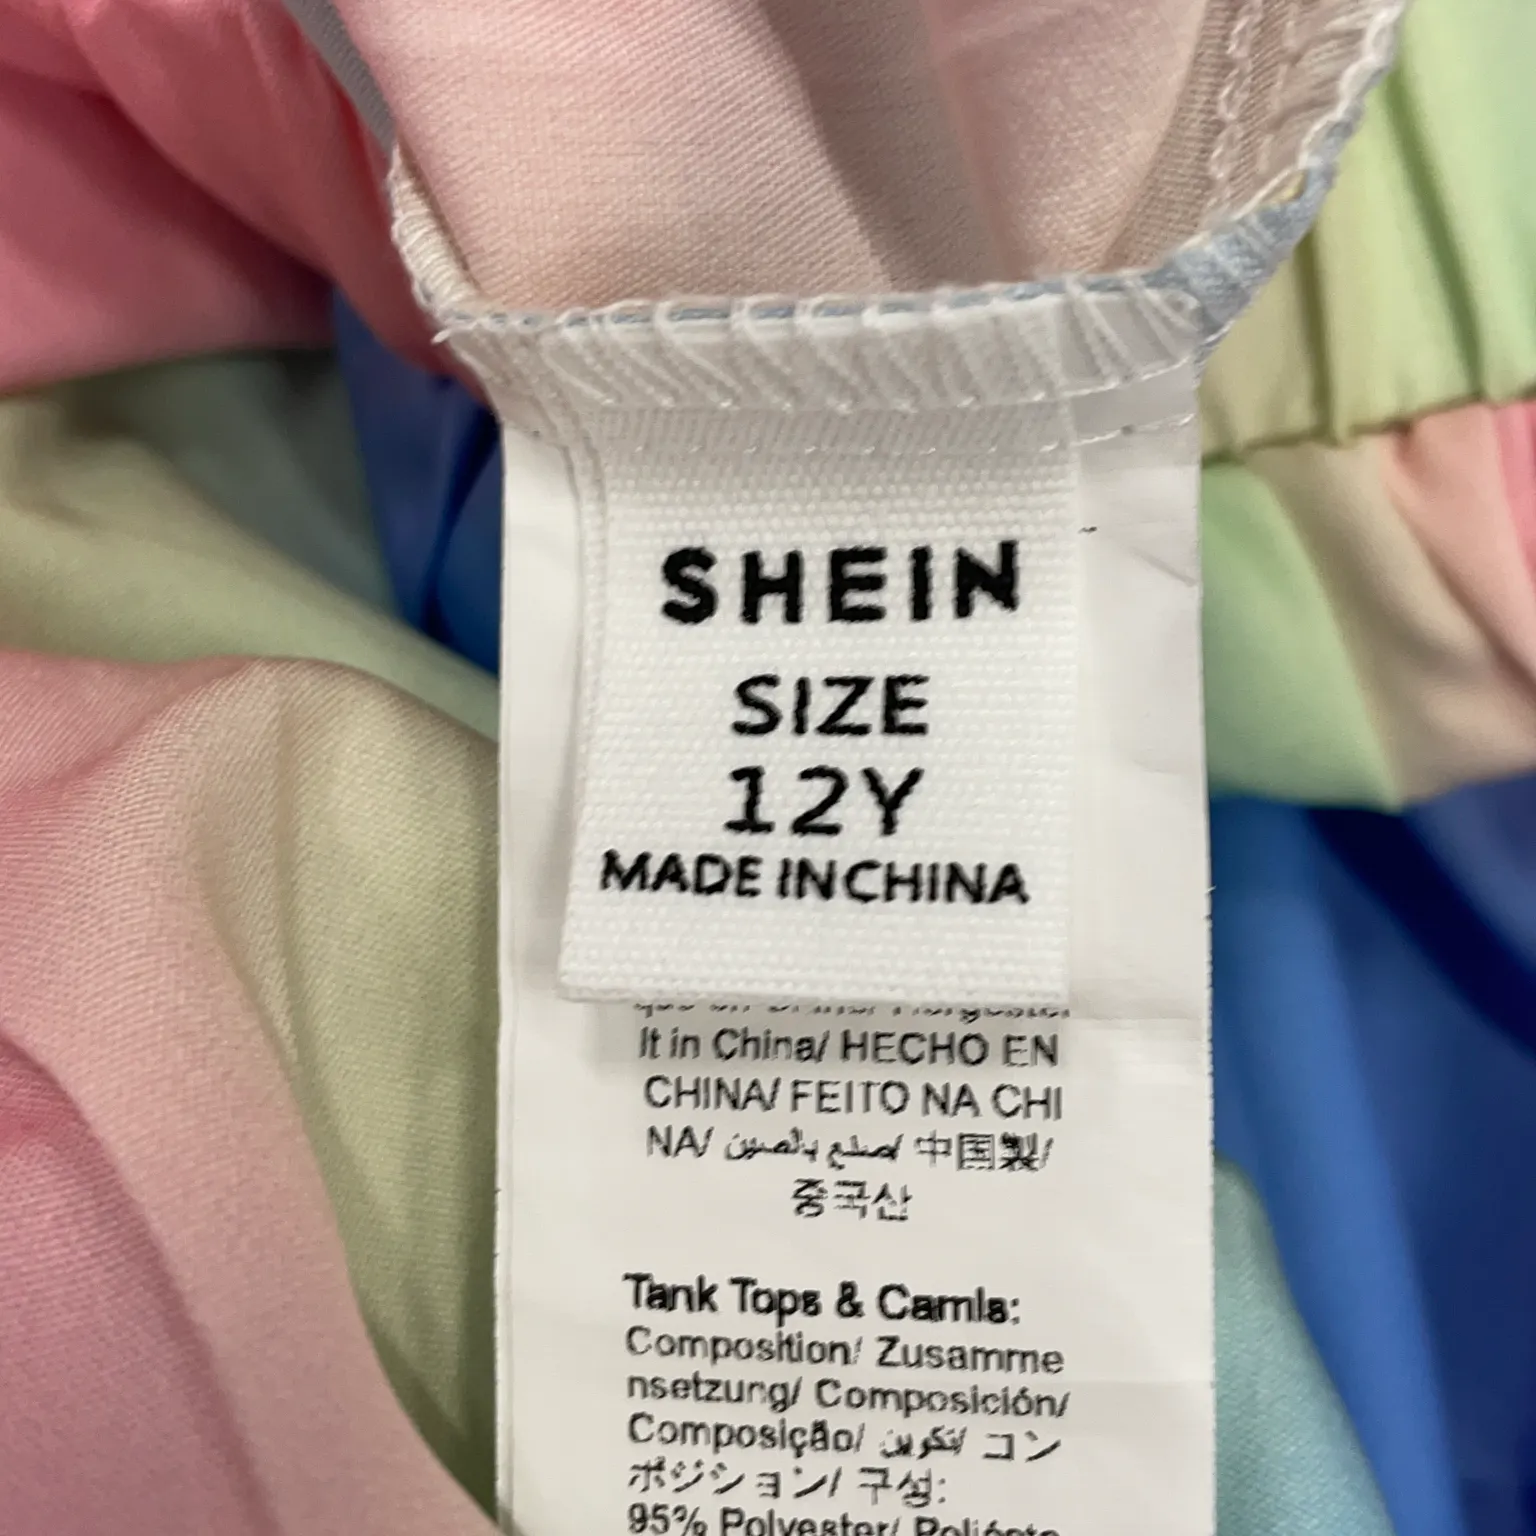 SHEIN
SIZE
12Y
MADE IN CHINA
lt in China/ HECHO EN
CHINA/ FEITO NA CHI
NA/ صنع بالصين/ 中国製/
중국산
Tank Tops & Camis:
Composition/ Zusamme
nsetzung/ Composición/
Composição/ تكوين/ コン
ポジション/ 구성:
95% Polyester/